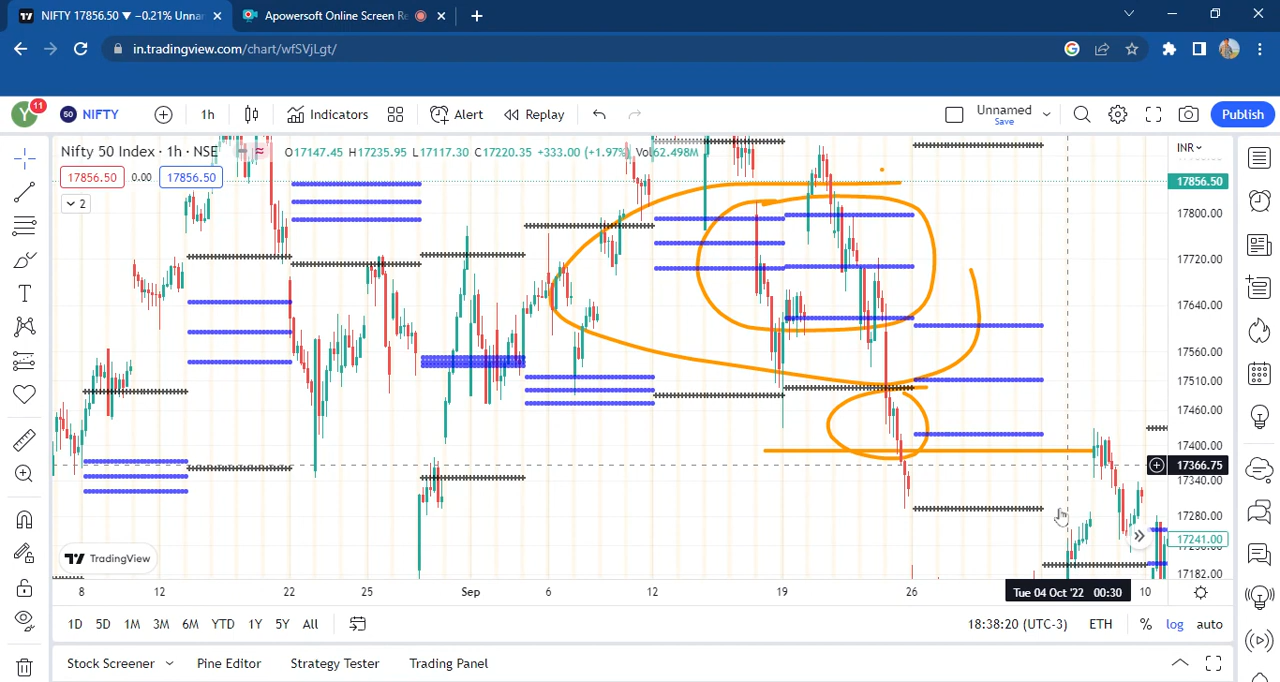 NIFTY 17856.50 ▼ −0.21% Unnar
Apowersoft Online Screen Re
in.tradingview.com/chart/wfSVjLgt/
Y 11 50 NIFTY 1h Indicators Alert Replay Unnamed Save Publish
Nifty 50 Index · 1h · NSE O17147.45 H17235.95 L17117.30 C17220.35 +333.00 (+1.97%) Vol62.498M
INR
17856.50 0.00 17856.50
2
17856.50
17800.00
17720.00
17640.00
17560.00
17510.00
17460.00
17400.00
17366.75
17340.00
17280.00
17241.00
17182.00
TradingView
8 12 22 25 Sep 6 12 19 26 Tue 04 Oct '22 00:30 10
1D 5D 1M 3M 6M YTD 1Y 5Y All 18:38:20 (UTC-3) ETH % log auto
Stock Screener Pine Editor Strategy Tester Trading Panel